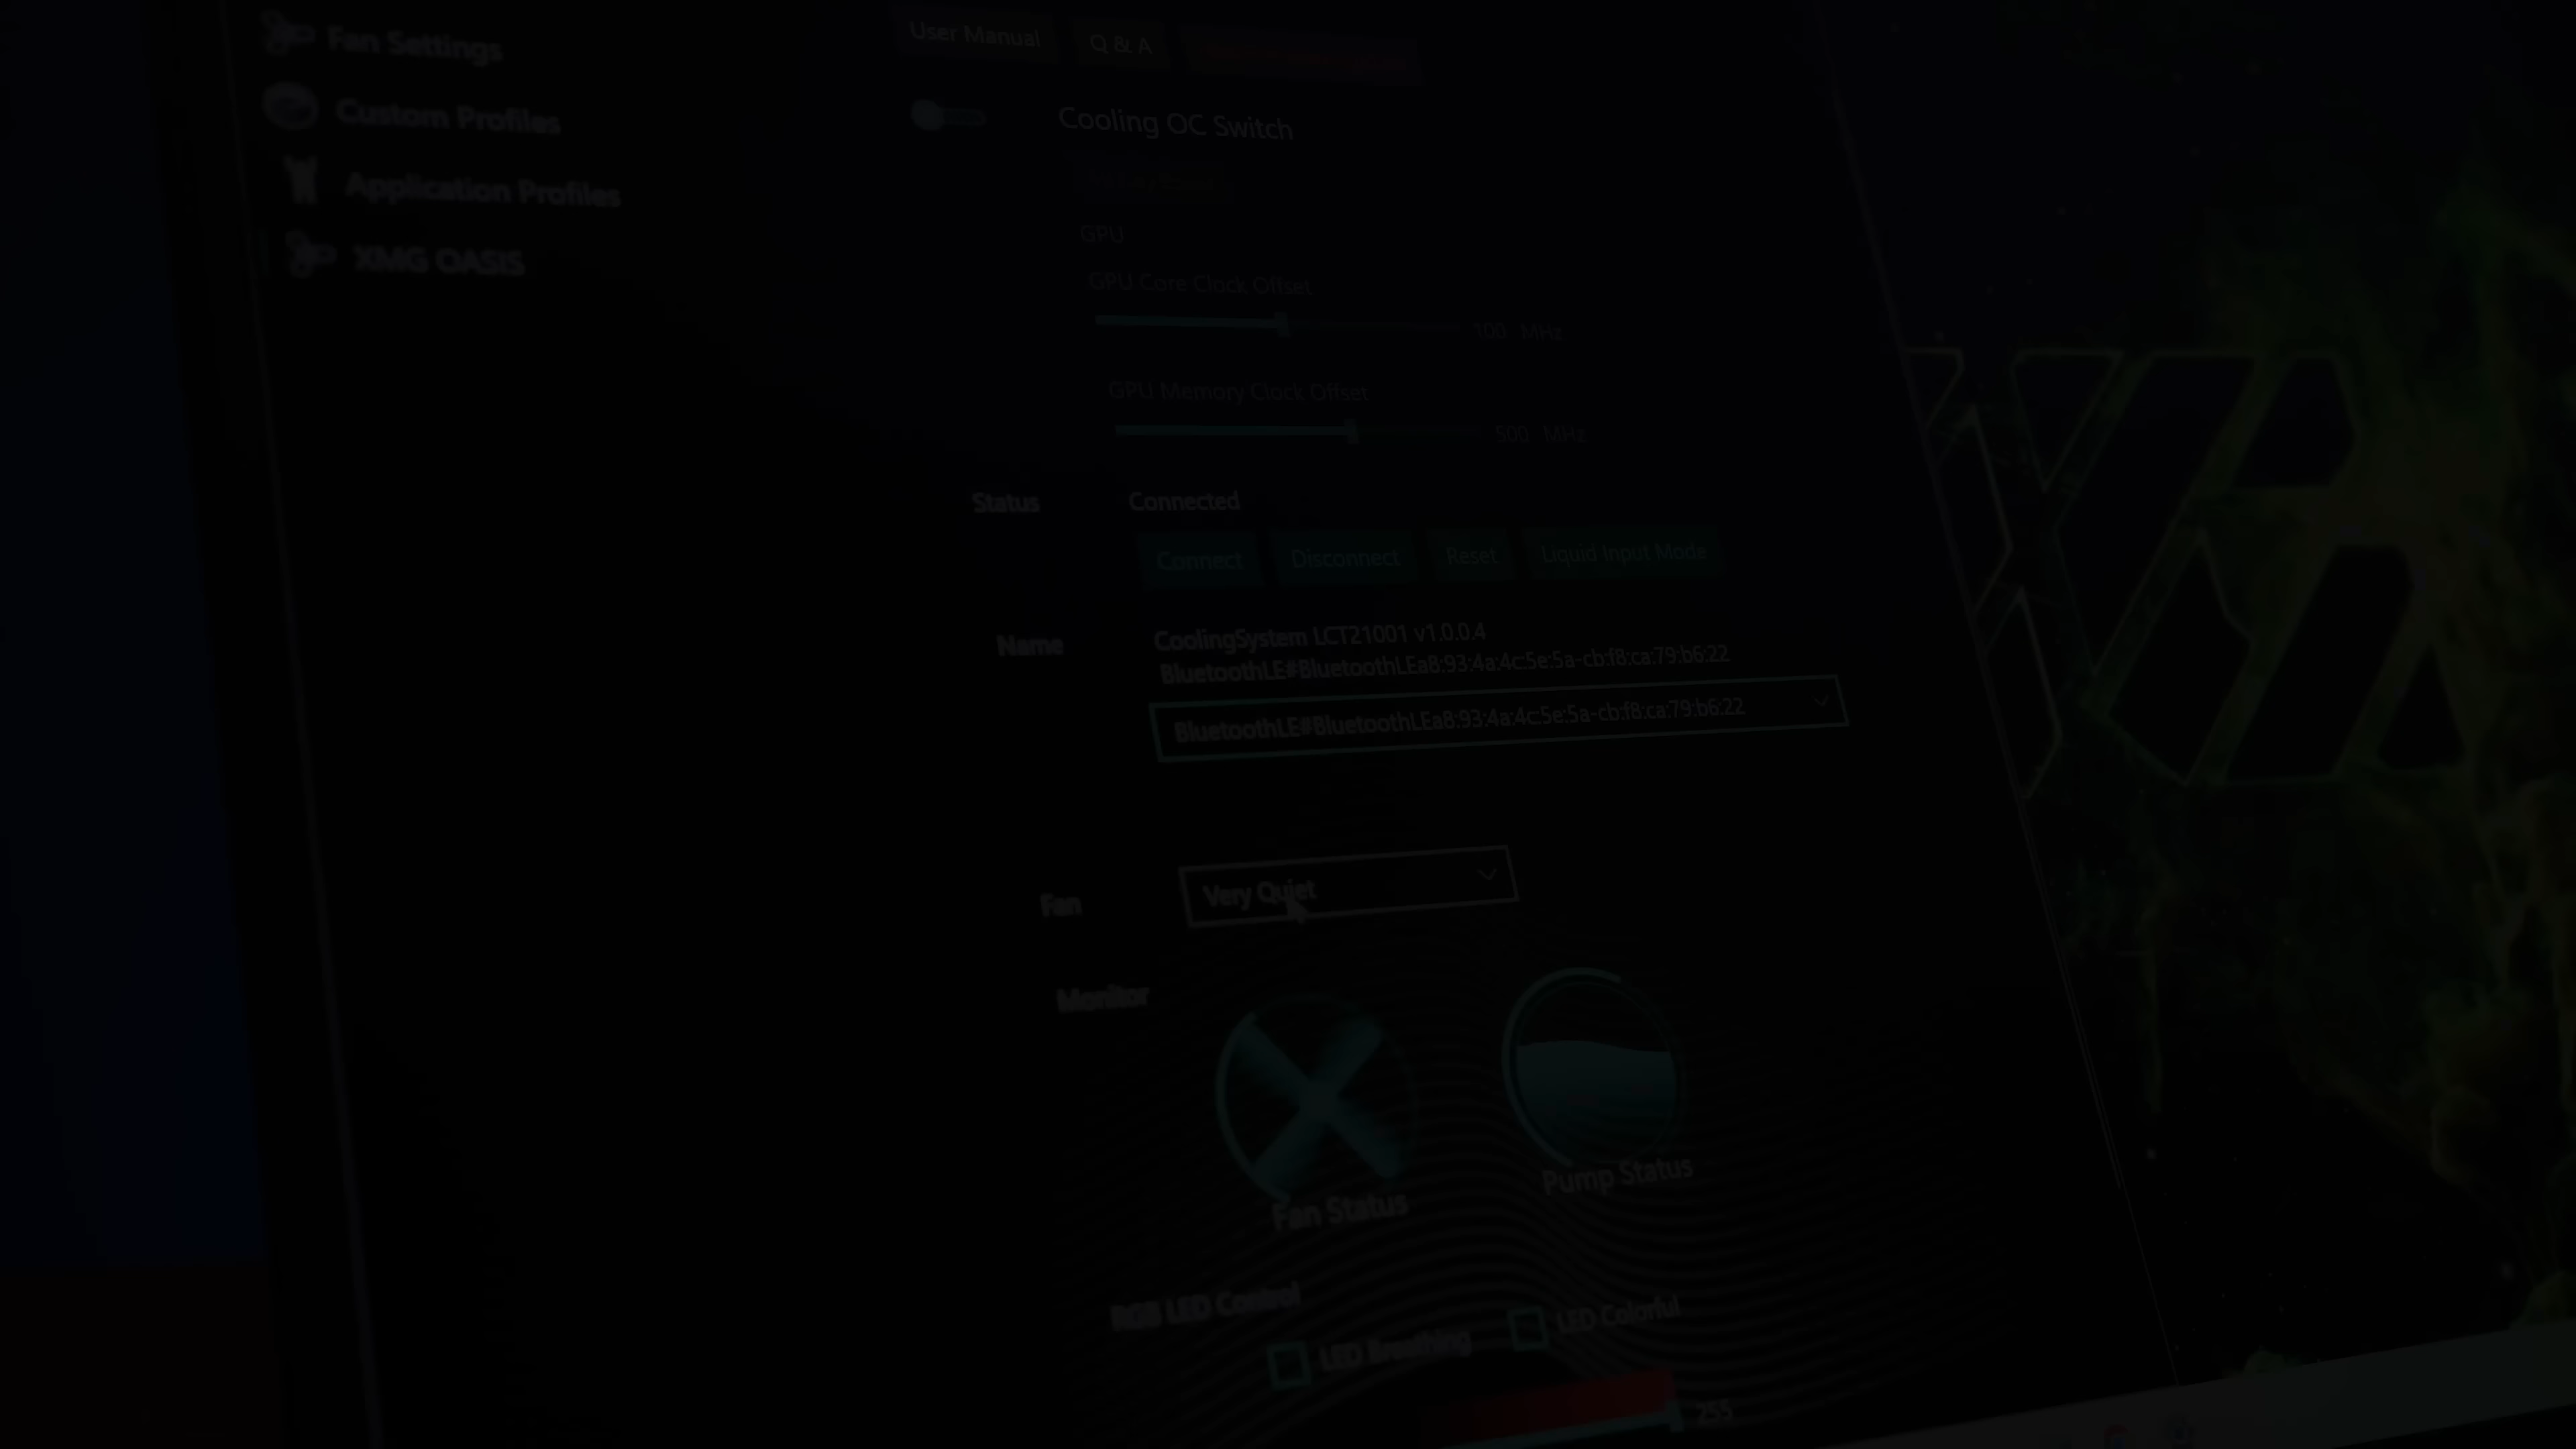 Fan Settings
Custom Profiles
Application Profiles
XMG OASIS
User Manual
Q & A
Cooling OC Switch
GPU
GPU Core Clock Offset
100 MHz
GPU Memory Clock Offset
500 MHz
Status
Connected
Connect
Disconnect
Reset
Liquid Input Mode
Name
CoolingSystem LCT21001 v1.0.0.4
BluetoothLE#BluetoothLEa8:93:4a:4c:5e:5a-cb:f8:ca:79:b6:22
BluetoothLE#BluetoothLEa8:93:4a:4c:5e:5a-cb:f8:ca:79:b6:22
Fan
Very Quiet
Monitor
Fan Status
Pump Status
RGB LED Control
LED Breathing
LED Colorful
255